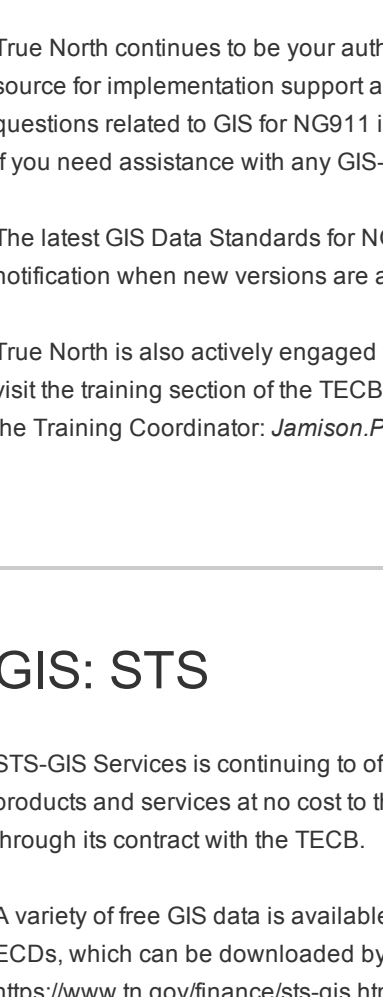 True North continues to be your auth
source for implementation support a
questions related to GIS for NG911 i
if you need assistance with any GIS-
The latest GIS Data Standards for NG
notification when new versions are a
True North is also actively engaged
visit the training section of the TECB
the Training Coordinator: Jamison.P
GIS: STS
STS-GIS Services is continuing to of
products and services at no cost to th
through its contract with the TECB.
A variety of free GIS data is available
ECDs, which can be downloaded by
https://www.tn.gov/finance/sts-gis.htm